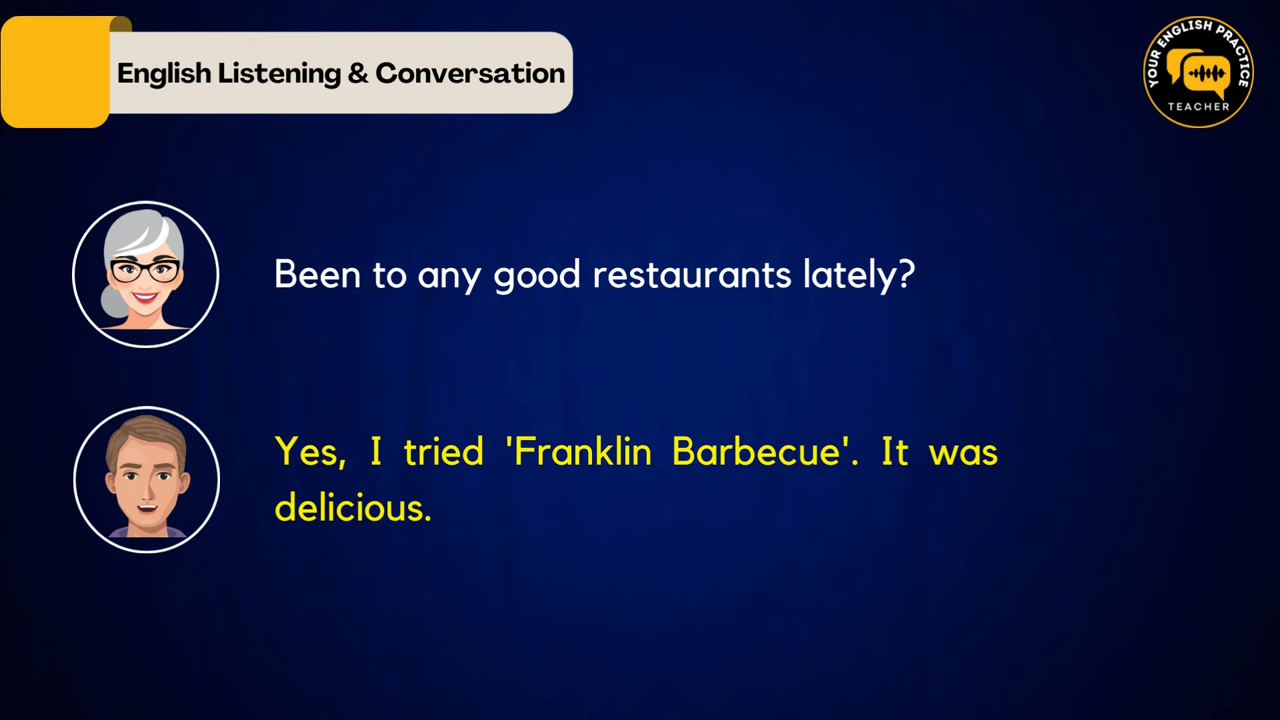 English Listening & Conversation
YOUR ENGLISH PRACTICE
TEACHER
Been to any good restaurants lately?
Yes, I tried 'Franklin Barbecue'. It was
delicious.